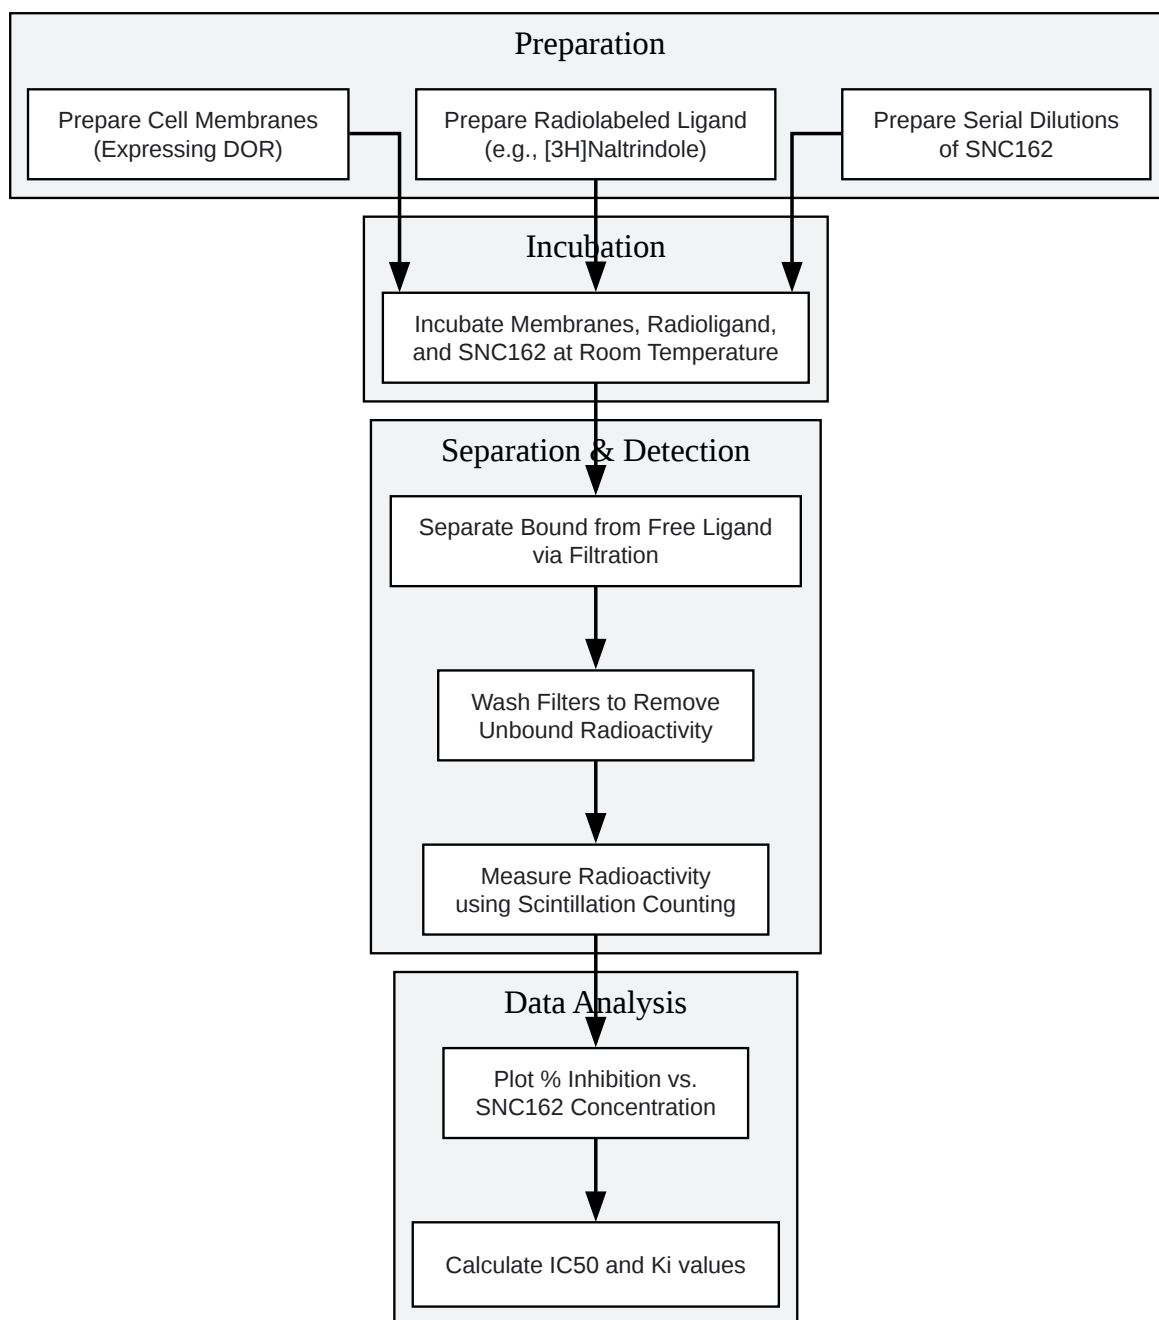 Preparation
Prepare Cell Membranes
(Expressing DOR)
Prepare Radiolabeled Ligand
(e.g., [3H]Naltrindole)
Prepare Serial Dilutions
of SNC162
Incubation
Incubate Membranes, Radioligand,
and SNC162 at Room Temperature
Separation & Detection
Separate Bound from Free Ligand
via Filtration
Wash Filters to Remove
Unbound Radioactivity
Measure Radioactivity
using Scintillation Counting
Data Analysis
Plot % Inhibition vs.
SNC162 Concentration
Calculate IC50 and Ki values